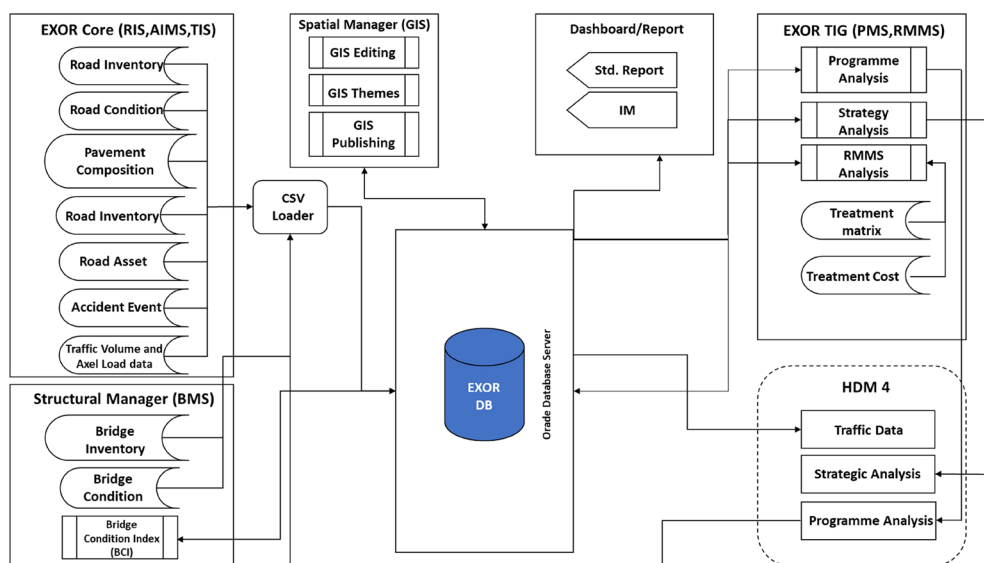 EXOR Core (RIS,AIMS,TIS)
Road Inventory
Road Condition
Pavement
Composition
Road Inventory
Road Asset
Accident Event
Traffic Volume and
Axel Load data
Structural Manager (BMS)
Bridge
Inventory
Bridge
Condition
Bridge
Condition Index
(BCI)
CSV
Loader
Spatial Manager (GIS)
GIS Editing
GIS Themes
GIS
Publishing
EXOR
DB
Orade Database Server
Dashboard/Report
Std. Report
IM
EXOR TIG (PMS,RMMS)
Programme
Analysis
Strategy
Analysis
RMMS
Analysis
Treatment
matrix
Treatment Cost
HDM 4
Traffic Data
Strategic Analysis
Programme Analysis